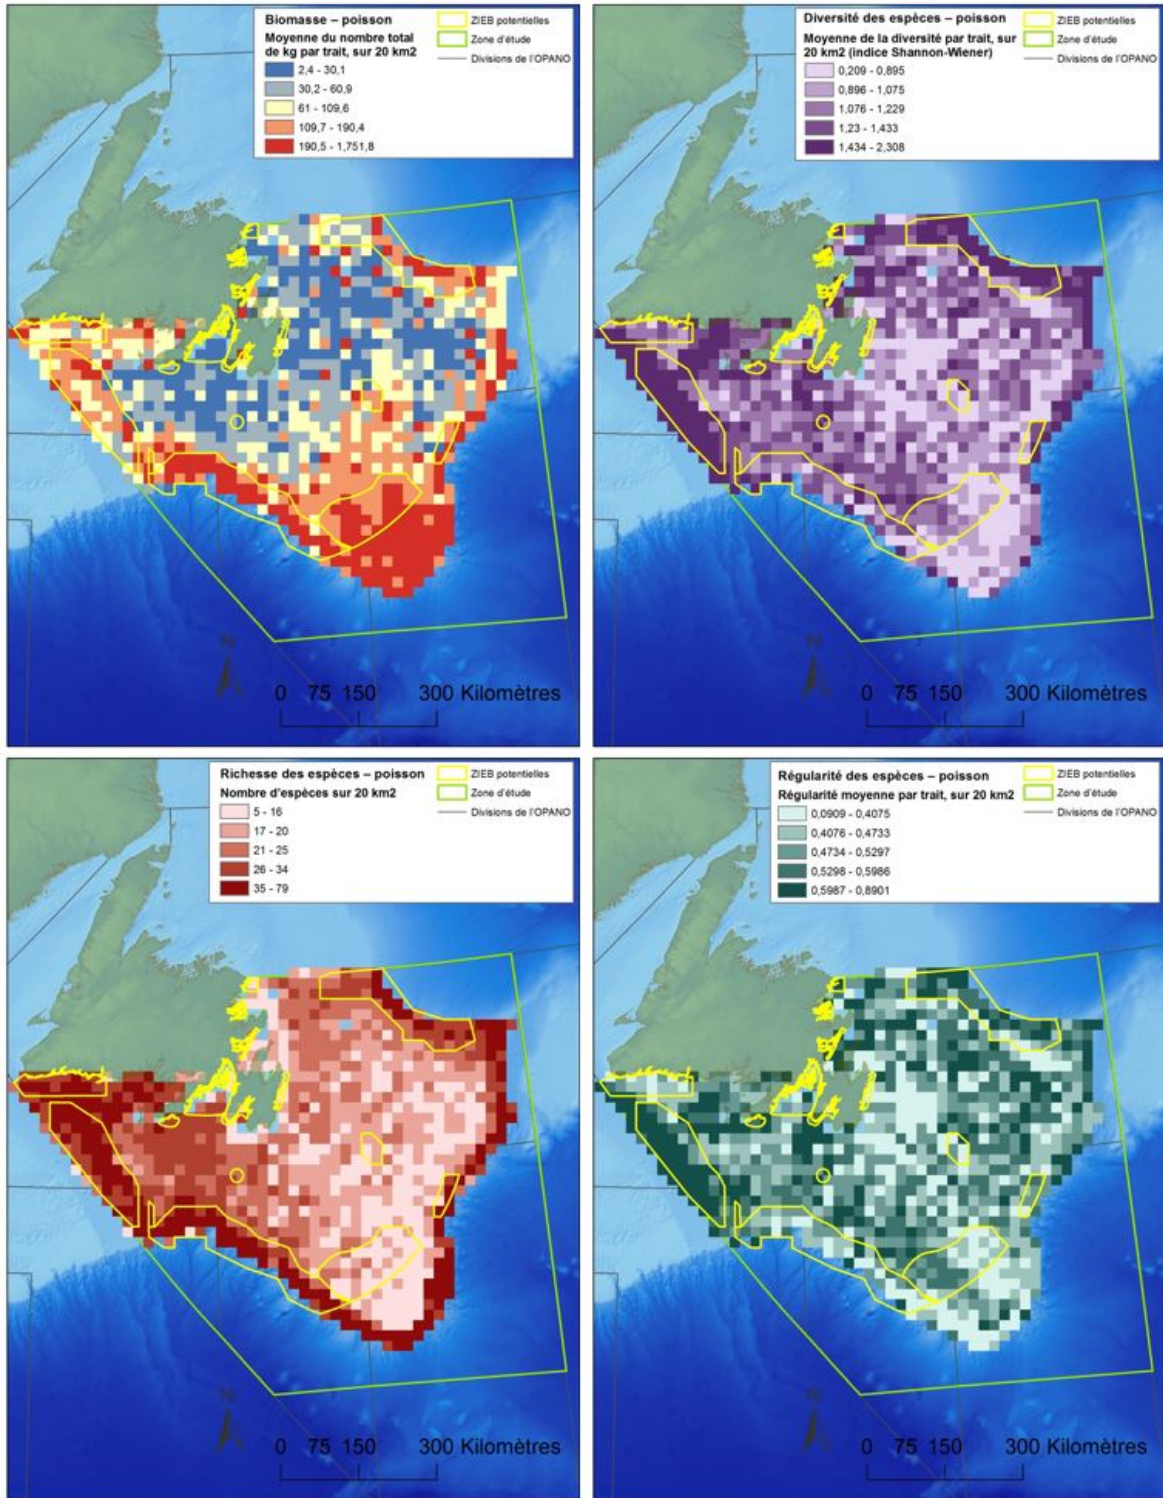 Biomasse – poisson
Moyenne du nombre total
de kg par trait, sur 20 km2
2,4 - 30,1
30,2 - 60,9
61 - 109,6
109,7 - 190,4
190,5 - 1,751,8
ZIEB potentielles
Zone d'étude
Divisions de l'OPANO
N
0 75 150 300 Kilomètres
Diversité des espèces – poisson
Moyenne de la diversité par trait, sur
20 km2 (indice Shannon-Wiener)
0,209 - 0,895
0,896 - 1,075
1,076 - 1,229
1,23 - 1,433
1,434 - 2,308
ZIEB potentielles
Zone d'étude
Divisions de l'OPANO
N
0 75 150 300 Kilomètres
Richesse des espèces – poisson
Nombre d'espèces sur 20 km2
5 - 16
17 - 20
21 - 25
26 - 34
35 - 79
ZIEB potentielles
Zone d'étude
Divisions de l'OPANO
N
0 75 150 300 Kilomètres
Régularité des espèces – poisson
Régularité moyenne par trait, sur 20 km2
0,0909 - 0,4075
0,4076 - 0,4733
0,4734 - 0,5297
0,5298 - 0,5986
0,5987 - 0,8901
ZIEB potentielles
Zone d'étude
Divisions de l'OPANO
N
0 75 150 300 Kilomètres